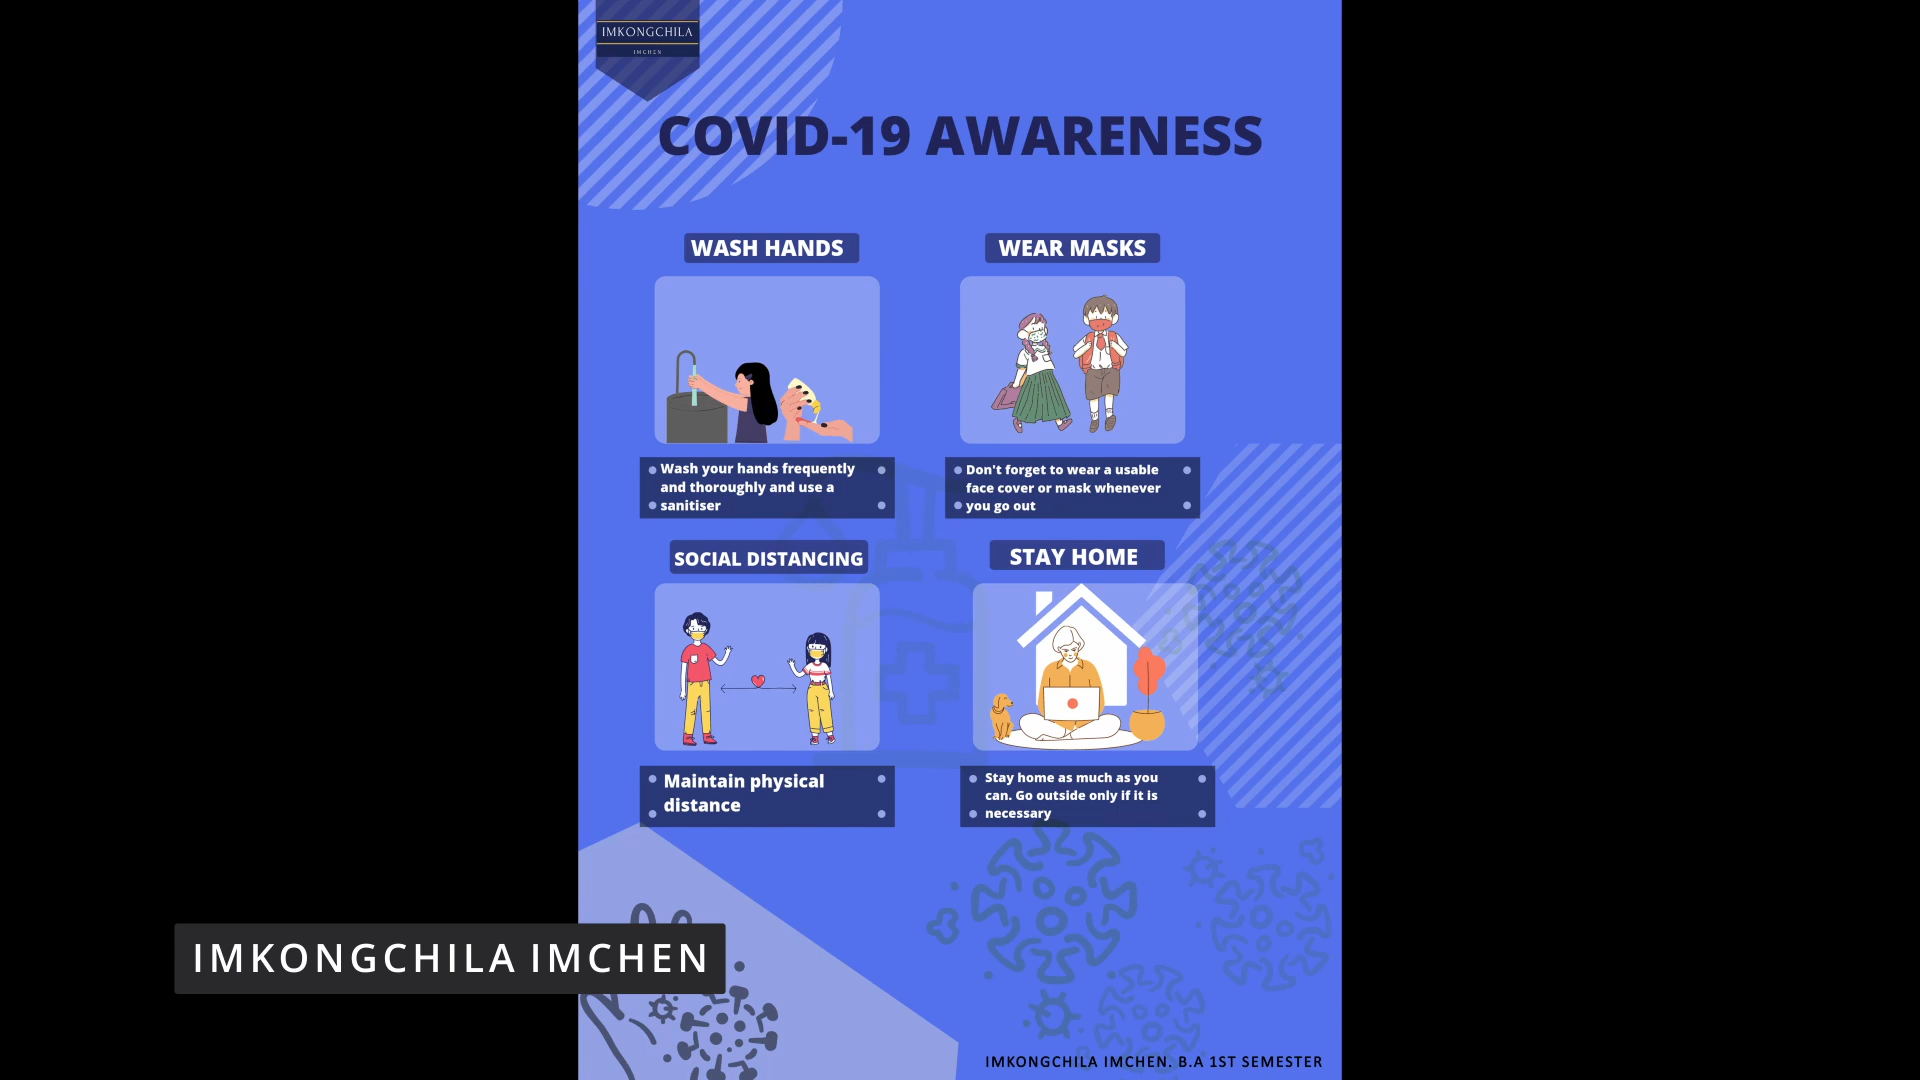 IMKONGCHILA
IMCHEN
COVID-19 AWARENESS
WASH HANDS
WEAR MASKS
Wash your hands frequently
and thoroughly and use a
sanitiser
Don't forget to wear a usable
face cover or mask whenever
you go out
SOCIAL DISTANCING
STAY HOME
Maintain physical
distance
Stay home as much as you
can. Go outside only if it is
necessary
IMKONGCHILA IMCHEN
IMKONGCHILA IMCHEN. B.A 1ST SEMESTER